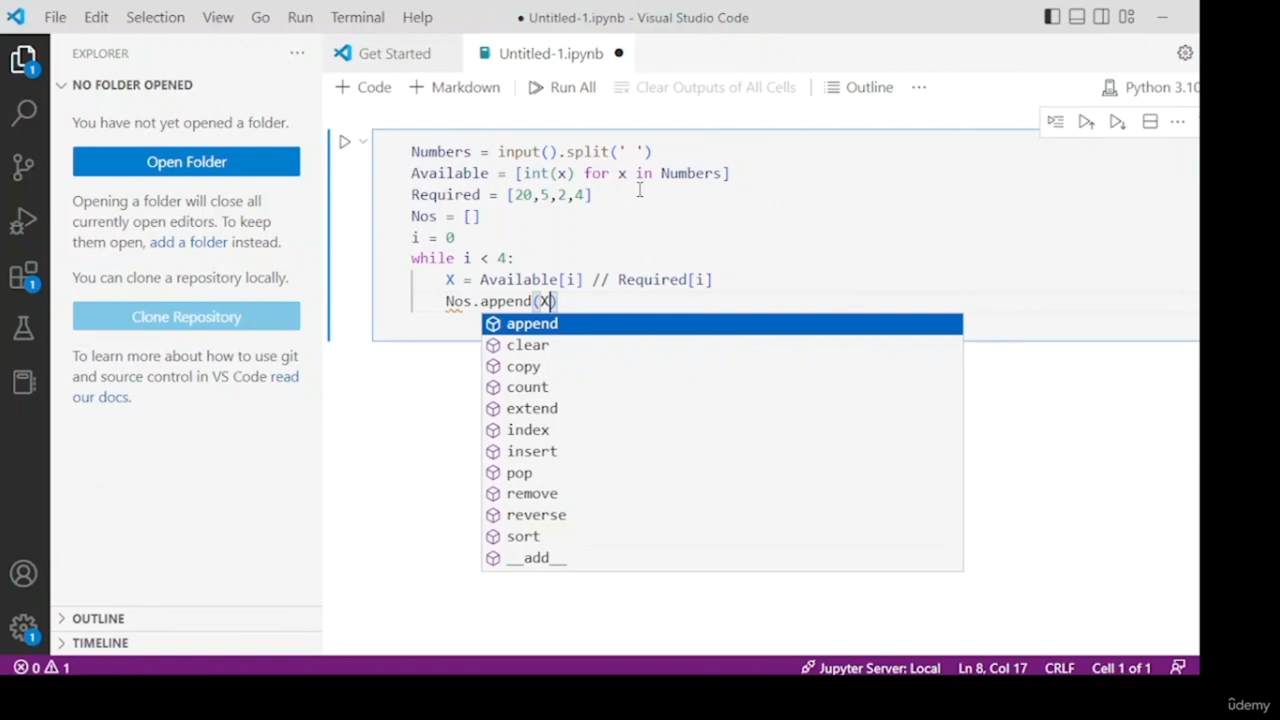 File Edit Selection View Go Run Terminal Help ● Untitled-1.ipynb - Visual Studio Code
EXPLORER
Get Started Untitled-1.ipynb
NO FOLDER OPENED
+ Code + Markdown Run All Clear Outputs of All Cells Outline ··· Python 3.10
You have not yet opened a folder.
Open Folder
Opening a folder will close all
currently open editors. To keep
them open, add a folder instead.
You can clone a repository locally.
Clone Repository
To learn more about how to use git
and source control in VS Code read
our docs.
Numbers = input().split(' ')
Available = [int(x) for x in Numbers]
Required = [20,5,2,4]
Nos = []
i = 0
while i < 4:
X = Available[i] // Required[i]
Nos.append(X)
append
clear
copy
count
extend
index
insert
pop
remove
reverse
sort
__add__
1
1
1
OUTLINE
TIMELINE
0 1 Jupyter Server: Local Ln 8, Col 17 CRLF Cell 1 of 1
ûdemy